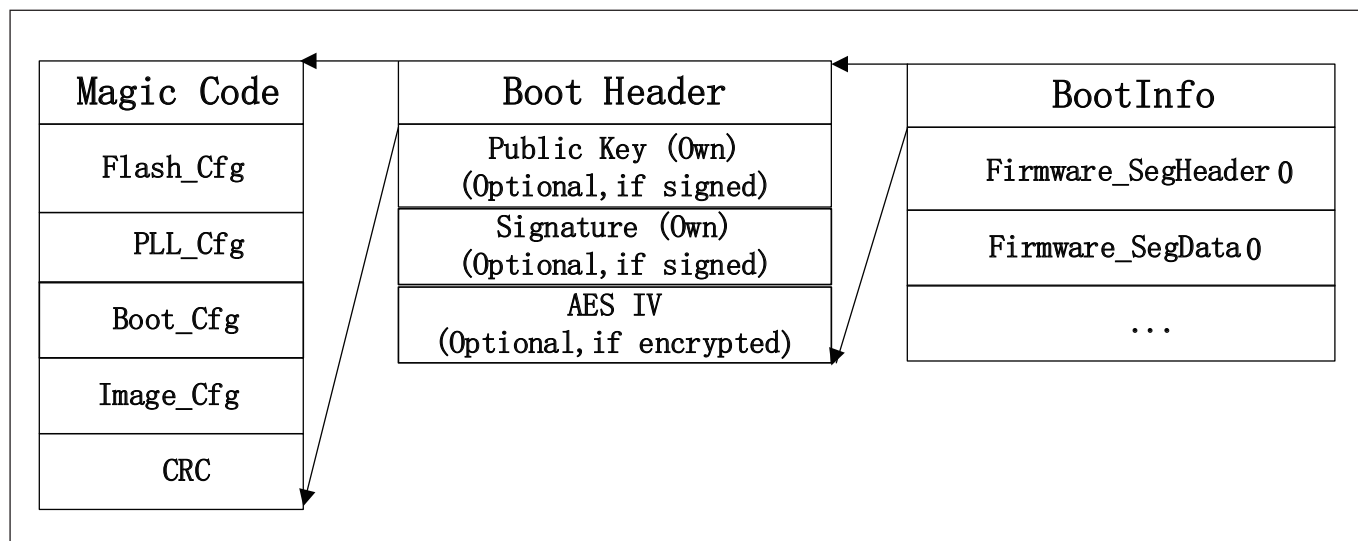 Magic Code
Flash_Cfg
PLL_Cfg
Boot_Cfg
Image_Cfg
CRC
Boot Header
Public Key (Own)
(Optional, if signed)
Signature (Own)
(Optional, if signed)
AES IV
(Optional, if encrypted)
BootInfo
Firmware_SegHeader 0
Firmware_SegData 0
...